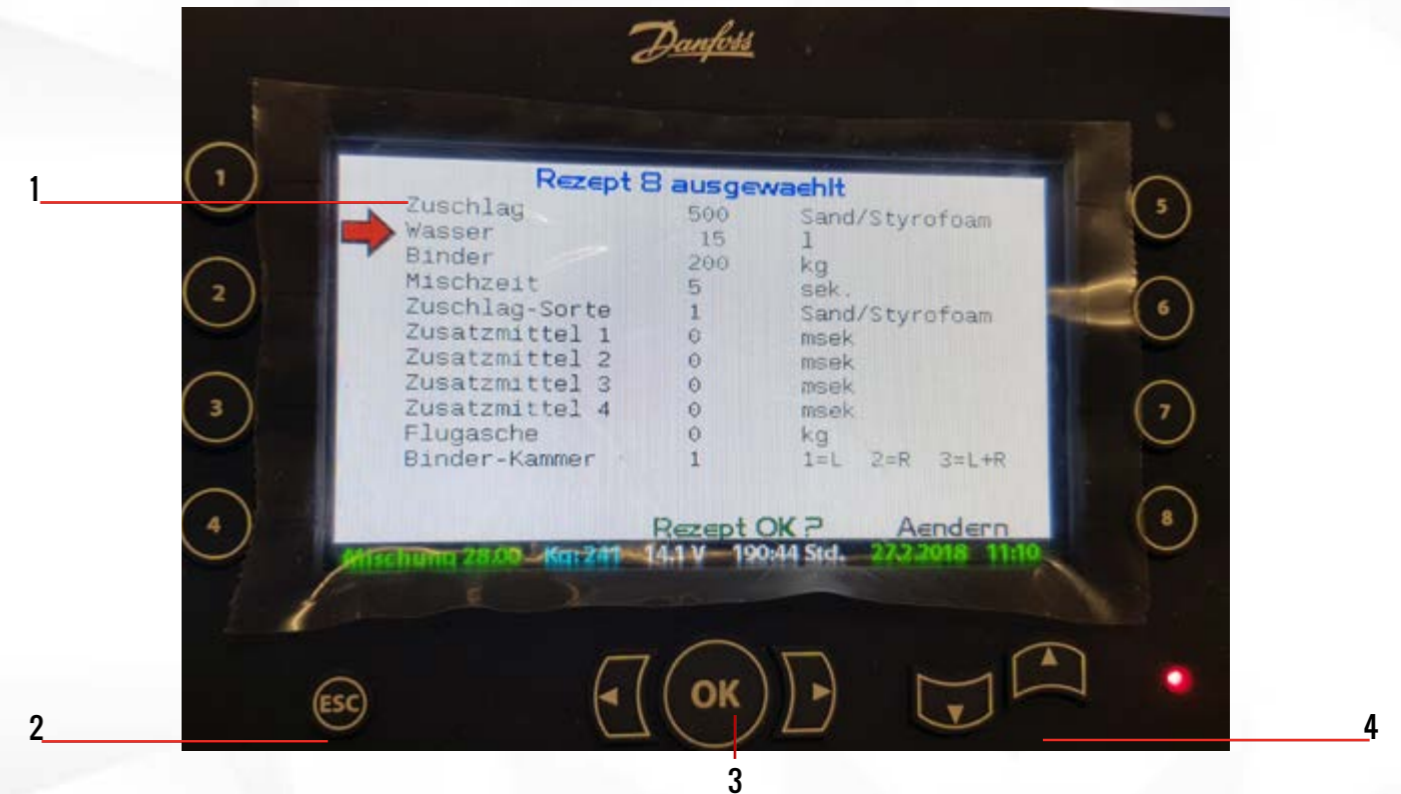 Danfoss
1
1
5
Rezept 8 ausgewaehlt
Zuschlag 500 Sand/Styrofoam
Wasser 15 l
Binder 200 kg
Mischzeit 5 sek.
Zuschlag-Sorte 1 Sand/Styrofoam
Zusatzmittel 1 0 msek
Zusatzmittel 2 0 msek
Zusatzmittel 3 0 msek
Zusatzmittel 4 0 msek
Flugasche 0 kg
Binder-Kammer 1 1=L 2=R 3=L+R
2
6
3
7
4
8
Rezept OK ? Aendern
Mischung 28.00 Kg:241 14.1 V 190:44 Std. 27.2.2018 11:10
ESC
OK
2
3
4